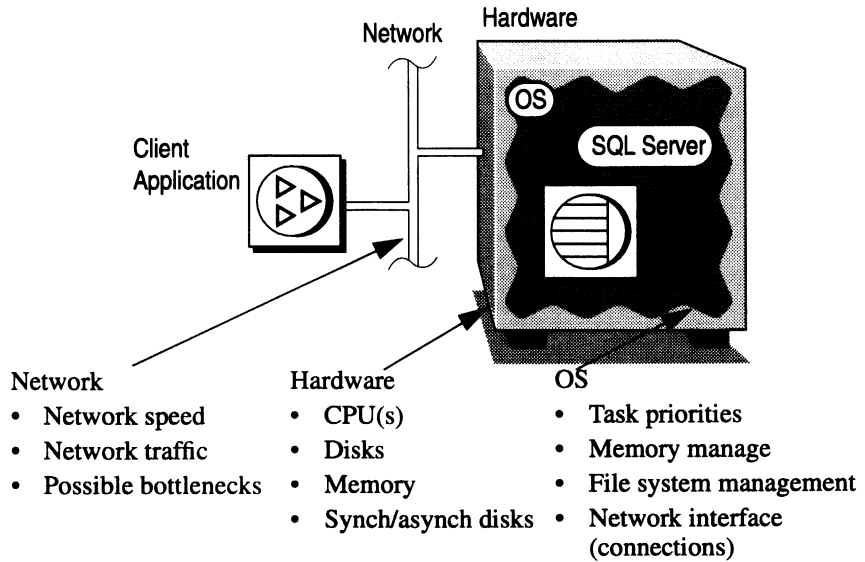 Hardware
Network
OS
SQL Server
Client
Application
Network
• Network speed
• Network traffic
• Possible bottlenecks
Hardware
• CPU(s)
• Disks
• Memory
• Synch/asynch disks
OS
• Task priorities
• Memory manage
• File system management
• Network interface
(connections)